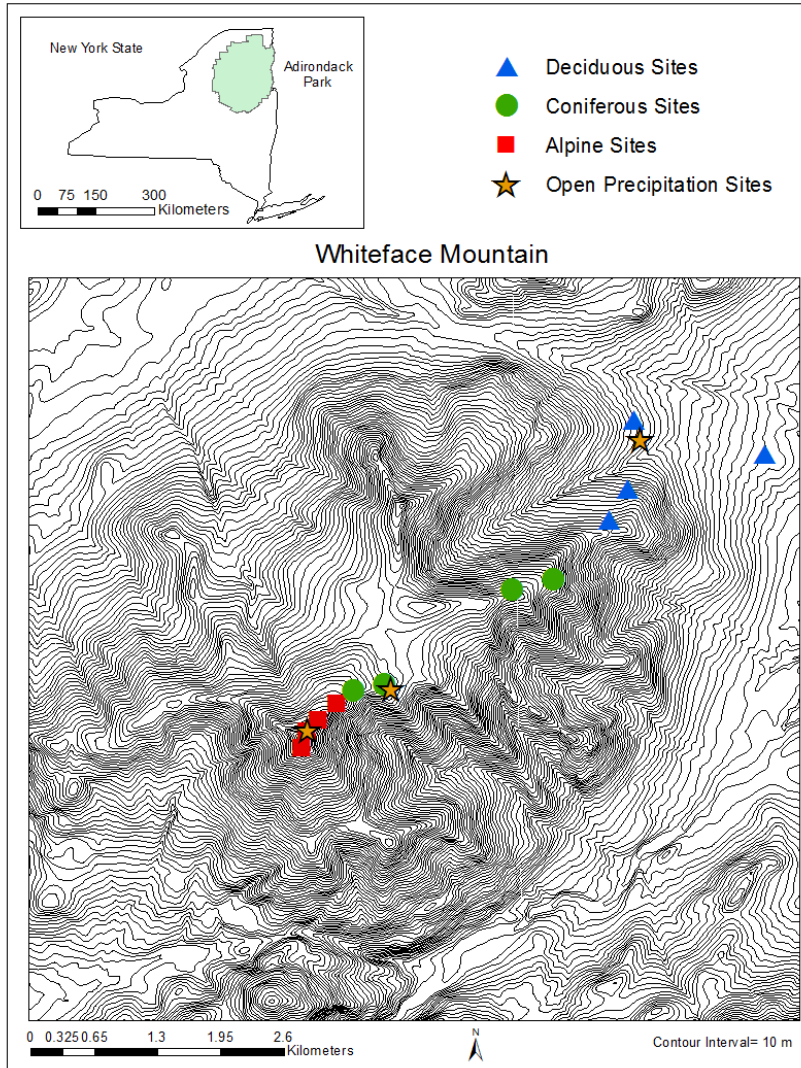 New York State
Adirondack
Park
0 75 150 300
Kilometers
Deciduous Sites
Coniferous Sites
Alpine Sites
Open Precipitation Sites
Whiteface Mountain
0 0.325 0.65 1.3 1.95 2.6
Kilometers
N
Contour Interval= 10 m